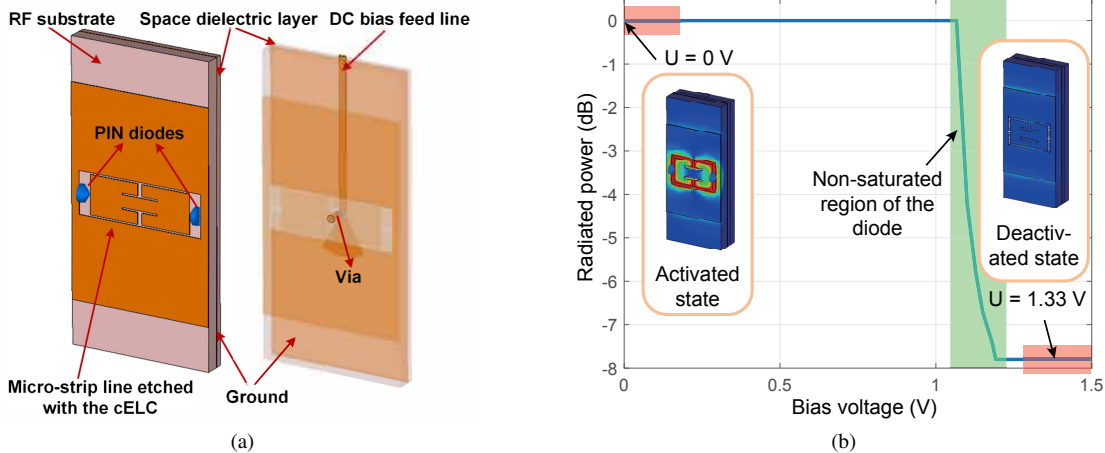 RF substrate
Space dielectric layer
DC bias feed line
PIN diodes
Via
Micro-strip line etched
with the cELC
Ground
(a)
Radiated power (dB)
0
-1
-2
-3
-4
-5
-6
-7
-8
U = 0 V
Activated
state
Non-saturated
region of the
diode
Deactiv-
ated state
U = 1.33 V
0
0.5
1
1.5
Bias voltage (V)
(b)